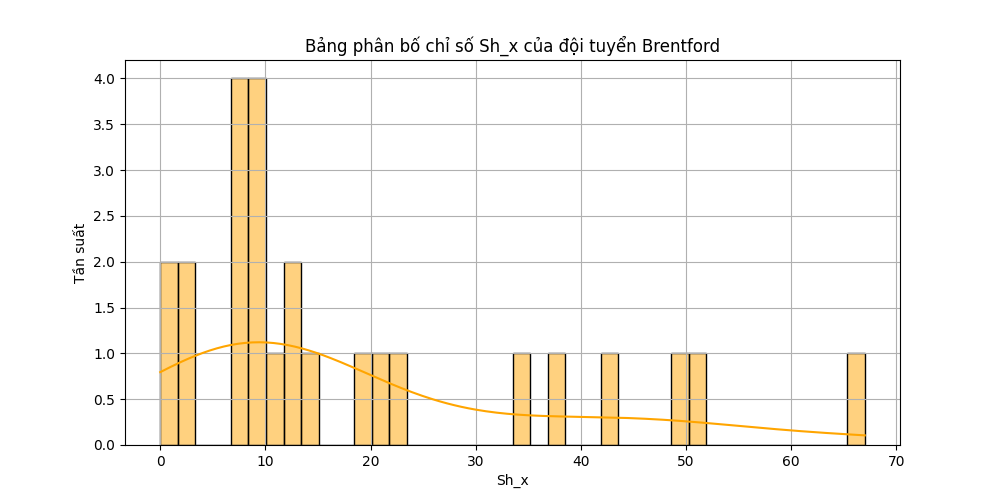 Bảng phân bố chỉ số Sh_x của đội tuyển Brentford
4.0
3.5
3.0
2.5
2.0
1.5
1.0
0.5
0.0
Tần suất
0 10 20 30 40 50 60 70
Sh_x